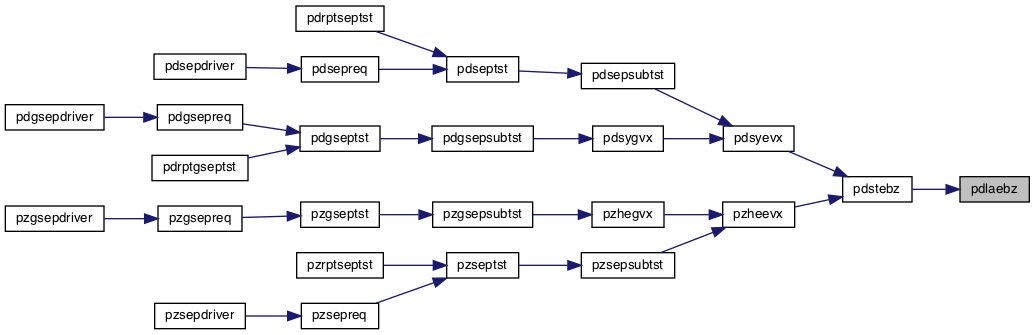 pdrptseptst
pdsepdriver
pdsepreq
pdseptst
pdsepsubtst
pdgsepdriver
pdgsepreq
pdgseptst
pdgsepsubtst
pdsygvx
pdsyevx
pdrptgseptst
pdstebz
pdlaebz
pzgsepdriver
pzgsepreq
pzgseptst
pzgsepsubtst
pzhegvx
pzheevx
pzrptseptst
pzseptst
pzsepsubtst
pzsepdriver
pzsepreq